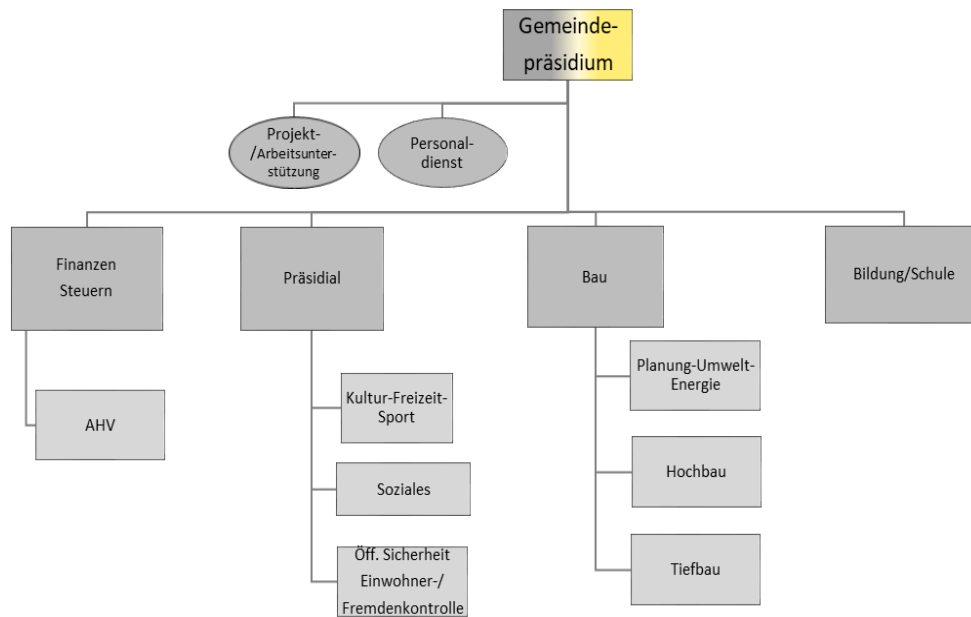 Gemeinde-
präsidium
Projekt-
/Arbeitsunter-
stützung
Personal-
dienst
Finanzen
Steuern
Präsidial
Bau
Bildung/Schule
AHV
Kultur-Freizeit-
Sport
Soziales
Öff. Sicherheit
Einwohner-/
Fremdenkontrolle
Planung-Umwelt-
Energie
Hochbau
Tiefbau